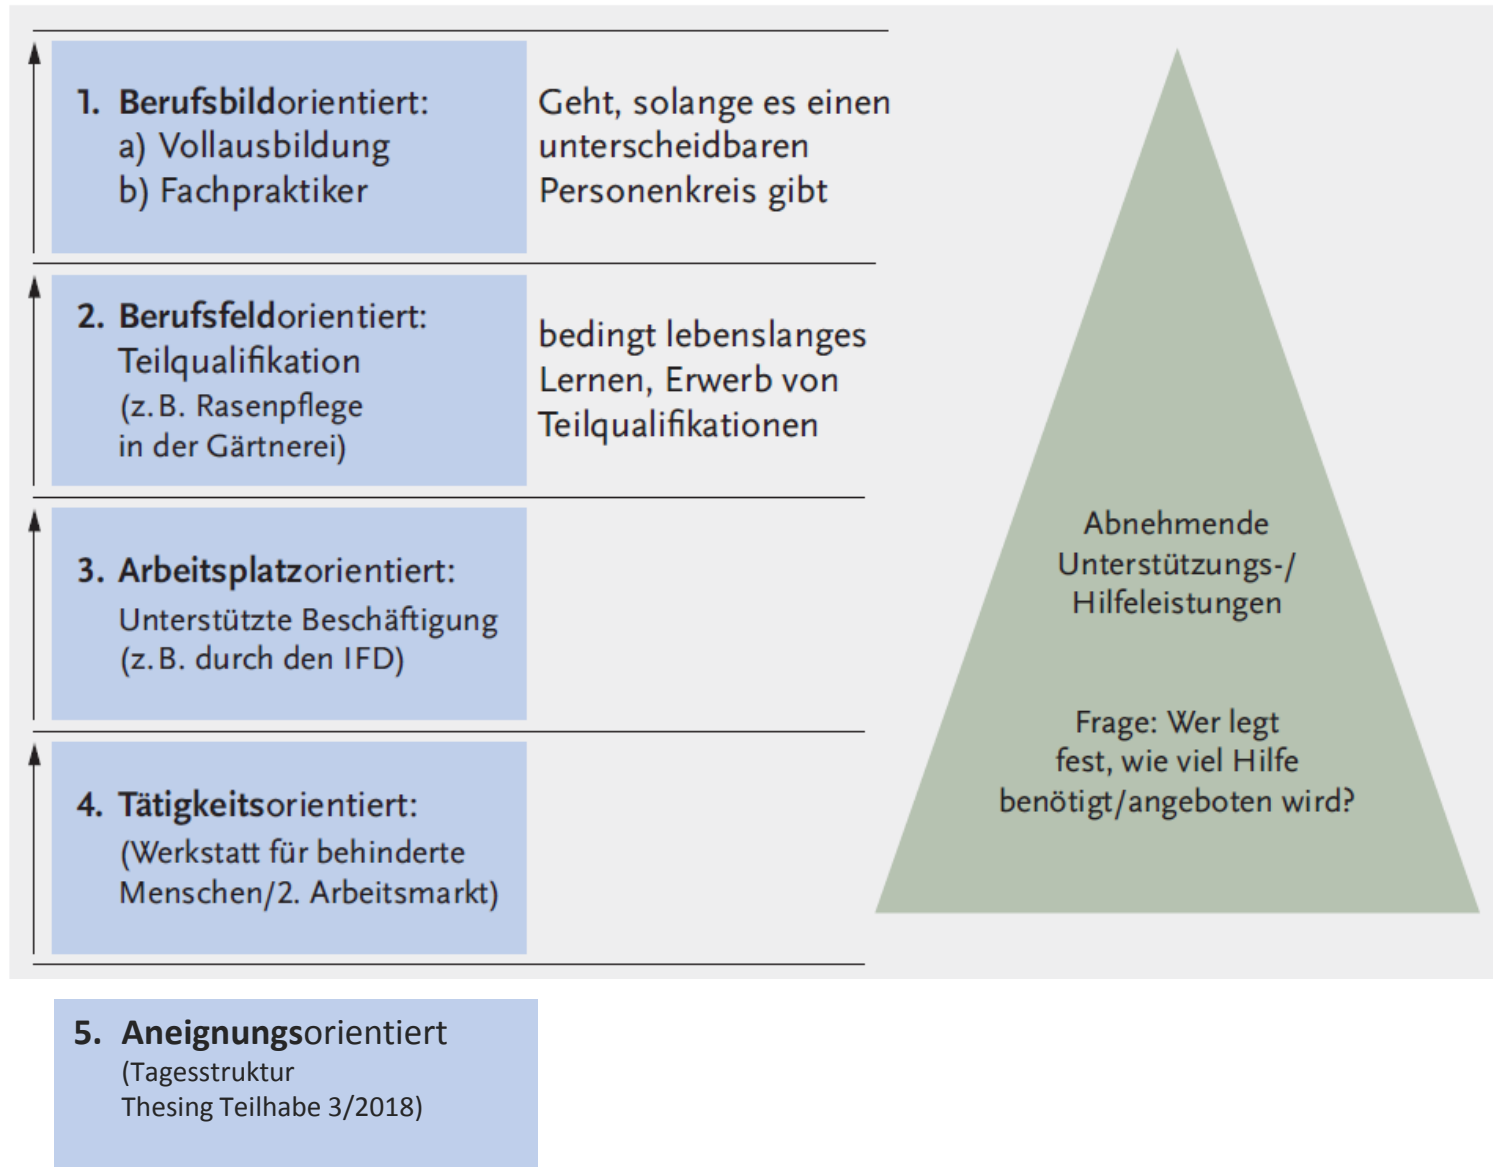 1. Berufsbildorientiert:
a) Vollausbildung
b) Fachpraktiker
Geht, solange es einen
unterscheidbaren
Personenkreis gibt
2. Berufsfeldorientiert:
Teilqualifikation
(z. B. Rasenpflege
in der Gärtnerei)
bedingt lebenslanges
Lernen, Erwerb von
Teilqualifikationen
3. Arbeitsplatzorientiert:
Unterstützte Beschäftigung
(z. B. durch den IFD)
4. Tätigkeitsorientiert:
(Werkstatt für behinderte
Menschen/2. Arbeitsmarkt)
Abnehmende
Unterstützungs-/
Hilfeleistungen
Frage: Wer legt
fest, wie viel Hilfe
benötigt/angeboten wird?
5. Aneignungsorientiert
(Tagesstruktur
Thesing Teilhabe 3/2018)